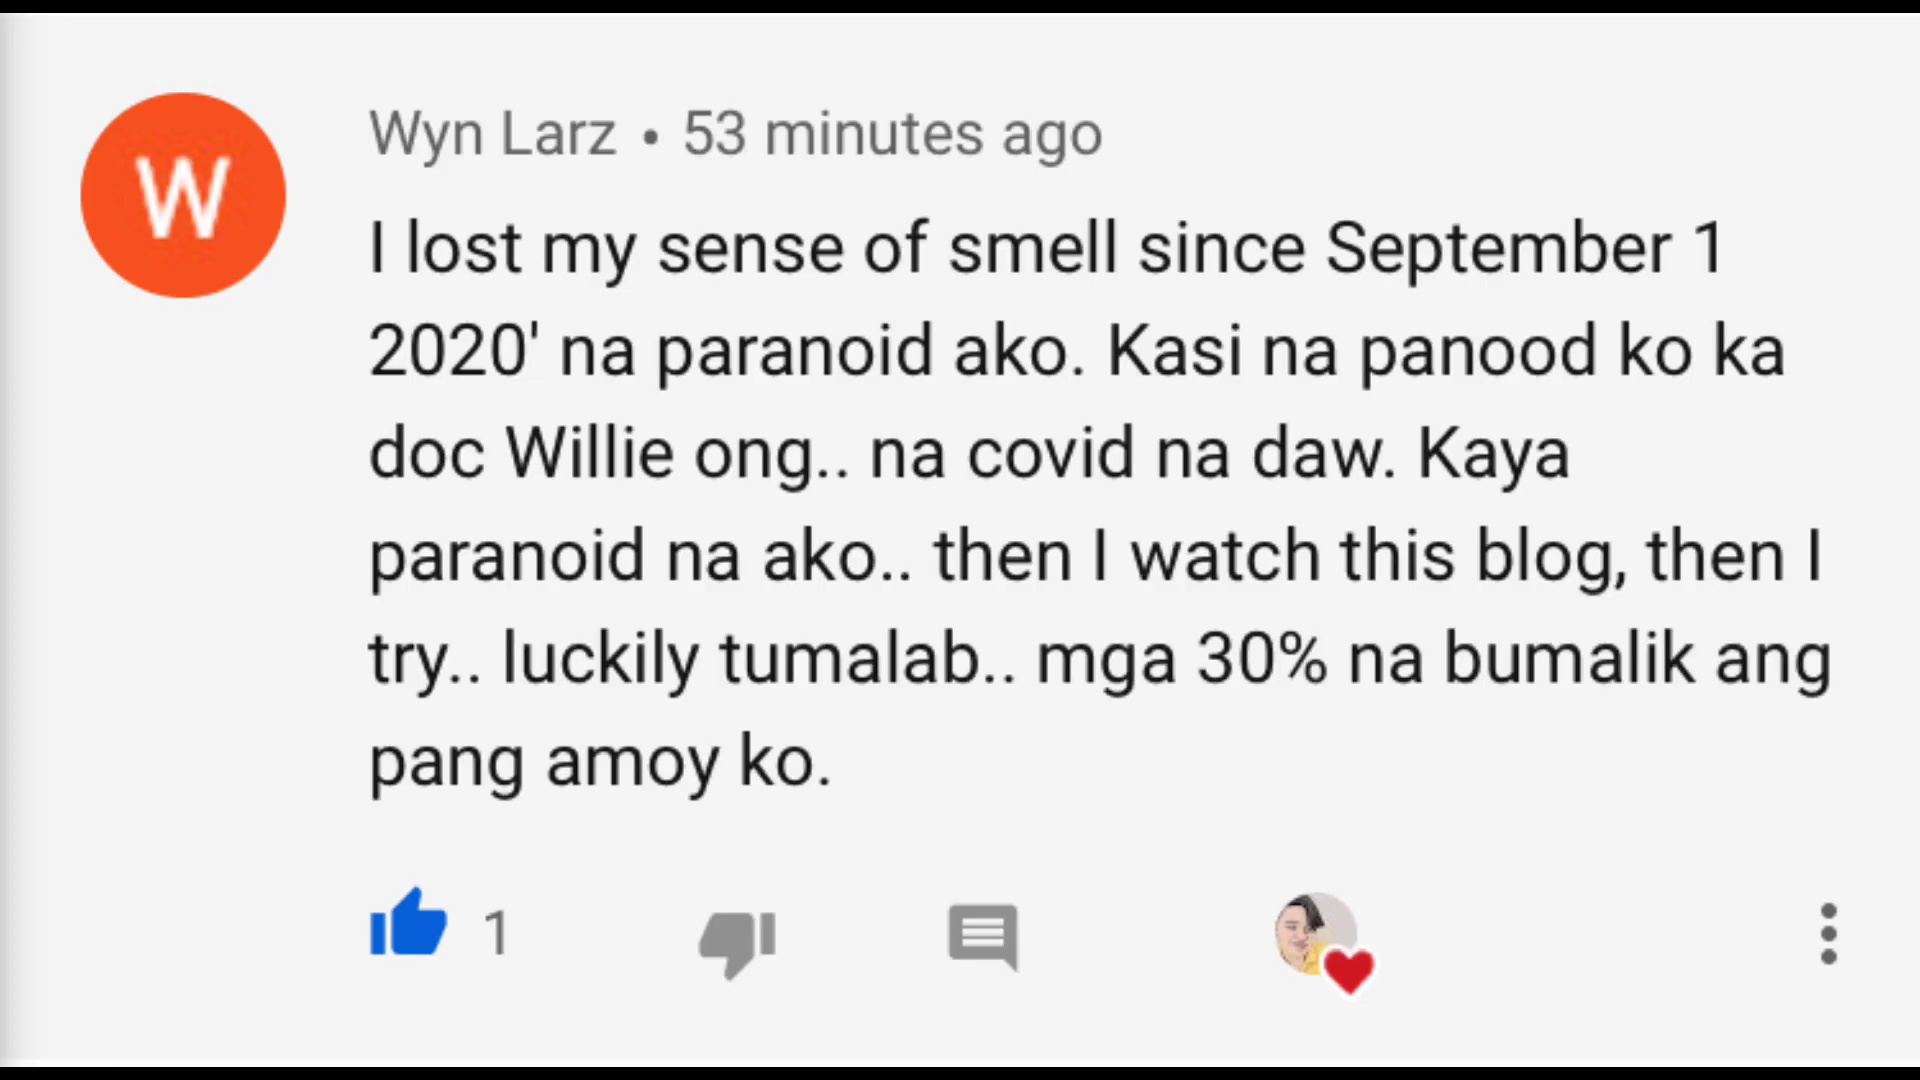 W
Wyn Larz • 53 minutes ago
I lost my sense of smell since September 1
2020' na paranoid ako. Kasi na panood ko ka
doc Willie ong.. na covid na daw. Kaya
paranoid na ako.. then I watch this blog, then I
try.. luckily tumalab.. mga 30% na bumalik ang
pang amoy ko.
1